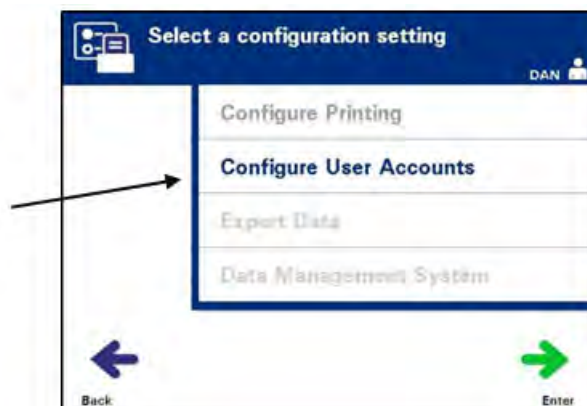 Select a configuration setting
DAN
Configure Printing
Configure User Accounts
Export Data
Data Management System
Back
Enter